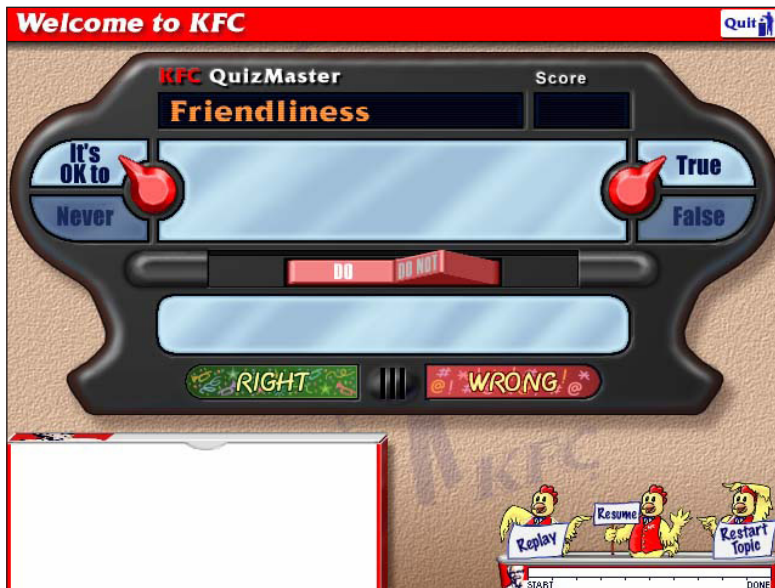 Welcome to KFC
Quit
KFC QuizMaster
Score
Friendliness
It's
OK to
True
Never
False
DO
DO NOT
RIGHT
WRONG
KFC
Resume
Replay
Restart
Topic
START
DONE